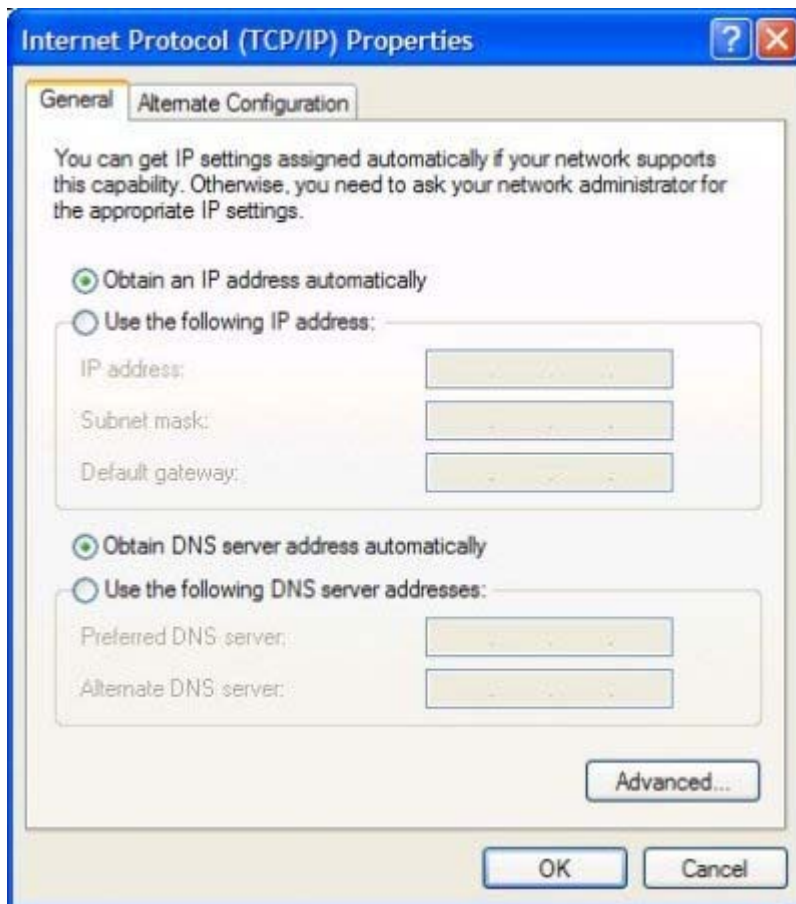 Internet Protocol (TCP/IP) Properties
General
Alternate Configuration
You can get IP settings assigned automatically if your network supports
this capability. Otherwise, you need to ask your network administrator for
the appropriate IP settings.
Obtain an IP address automatically
Use the following IP address:
IP address:
Subnet mask:
Default gateway:
Obtain DNS server address automatically
Use the following DNS server addresses:
Preferred DNS server:
Alternate DNS server:
Advanced...
OK
Cancel